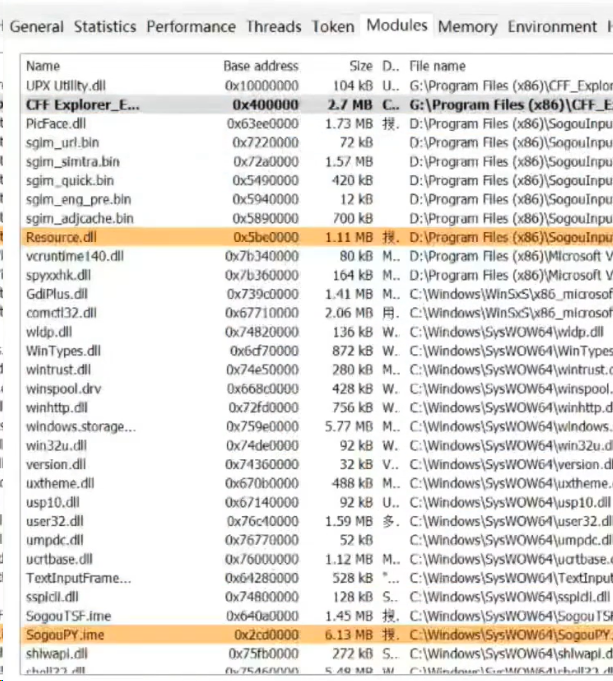 General Statistics Performance Threads Token Modules Memory Environment
Name Base address Size D.. File name
UPX Utility.dll 0x10000000 104 kB U.. G:\Program Files (x86)\CFF_Explor
CFF Explorer_E... 0x400000 2.7 MB C.. G:\Program Files (x86)\CFF_E
PicFace.dll 0x63ee0000 1.73 MB 搜. D:\Program Files (x86)\SogouInpu
sgim_url.bin 0x7220000 72 kB D:\Program Files (x86)\SogouInpu
sgim_simtra.bin 0x72a0000 1.57 MB D:\Program Files (x86)\SogouInpu
sgim_quick.bin 0x5490000 420 kB D:\Program Files (x86)\SogouInpu
sgim_eng_pre.bin 0x5940000 12 kB D:\Program Files (x86)\SogouInpu
sgim_adjcache.bin 0x5890000 700 kB D:\Program Files (x86)\SogouInpu
Resource.dll 0x5be0000 1.11 MB 搜. D:\Program Files (x86)\SogouInpu
vcruntime140.dll 0x7b340000 80 kB M.. D:\Program Files (x86)\Microsoft V
spyxxhk.dll 0x7b360000 164 kB M.. D:\Program Files (x86)\Microsoft V
GdiPlus.dll 0x739c0000 1.41 MB M.. C:\Windows\WinSxS\x86_microsof
comctl32.dll 0x67710000 2.06 MB 用. C:\Windows\WinSxS\x86_microsof
wldp.dll 0x74820000 136 kB W.. C:\Windows\SysWOW64\wldp.dll
WinTypes.dll 0x6cf70000 872 kB W.. C:\Windows\SysWOW64\WinTypes
wintrust.dll 0x74e50000 280 kB M.. C:\Windows\SysWOW64\wintrust.d
winspool.drv 0x668c0000 428 kB W.. C:\Windows\SysWOW64\winspool.
winhttp.dll 0x72fd0000 756 kB W.. C:\Windows\SysWOW64\winhttp.d
windows.storage... 0x759e0000 5.77 MB M.. C:\Windows\SysWOW64\windows.
win32u.dll 0x74de0000 92 kB W. C:\Windows\SysWOW64\win32u.d
version.dll 0x74360000 32 kB V.. C:\Windows\SysWOW64\version.dl
uxtheme.dll 0x670b0000 488 kB M.. C:\Windows\SysWOW64\uxtheme.
usp10.dll 0x67140000 92 kB U.. C:\Windows\SysWOW64\usp10.dll
user32.dll 0x76c40000 1.59 MB 多. C:\Windows\SysWOW64\user32.dll
umpdc.dll 0x76770000 52 kB C:\Windows\SysWOW64\umpdc.dll
ucrtbase.dll 0x76000000 1.12 MB M.. C:\Windows\SysWOW64\ucrtbase.d
TextInputFrame... 0x64280000 528 kB "... C:\Windows\SysWOW64\TextInput
sspicli.dll 0x74800000 128 kB S.. C:\Windows\SysWOW64\sspicli.dll
SogouTSF.ime 0x640a0000 1.45 MB 搜. C:\Windows\SysWOW64\SogouTS
SogouPY.ime 0x2cd0000 6.13 MB 搜. C:\Windows\SysWOW64\SogouPY.
shlwapi.dll 0x75fb0000 272 kB S.. C:\Windows\SysWOW64\shlwapi.d
shell32.dll 0x75460000 5.49 MB W. C:\Windows\SysWOW64\shell32.d